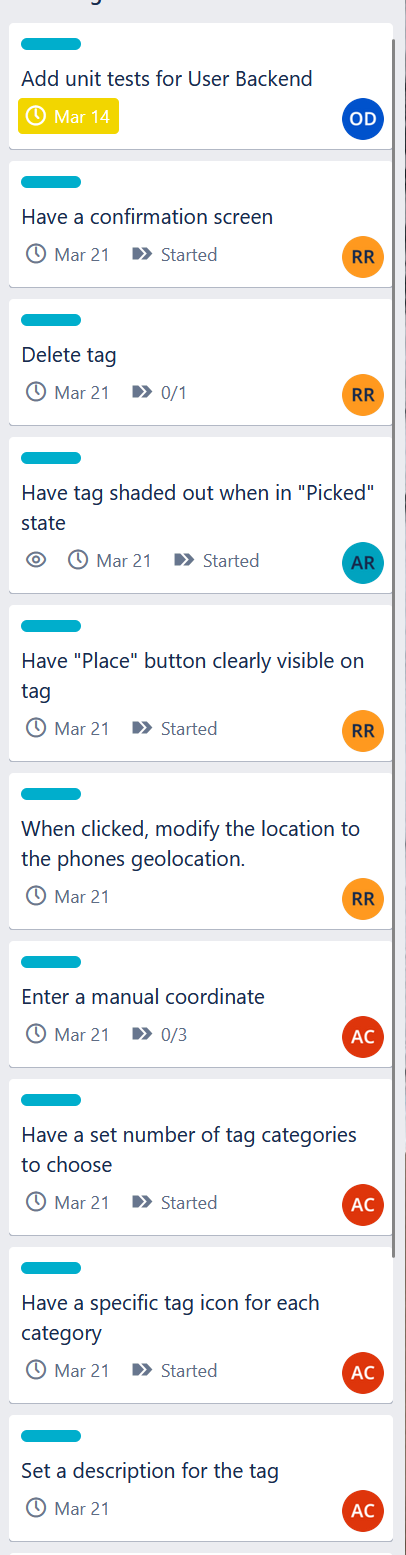 Add unit tests for User Backend
Mar 14
OD
Have a confirmation screen
Mar 21 Started
RR
Delete tag
Mar 21 0/1
RR
Have tag shaded out when in "Picked"
state
Mar 21 Started
AR
Have "Place" button clearly visible on
tag
Mar 21 Started
RR
When clicked, modify the location to
the phones geolocation.
Mar 21
RR
Enter a manual coordinate
Mar 21 0/3
AC
Have a set number of tag categories
to choose
Mar 21 Started
AC
Have a specific tag icon for each
category
Mar 21 Started
AC
Set a description for the tag
Mar 21
AC